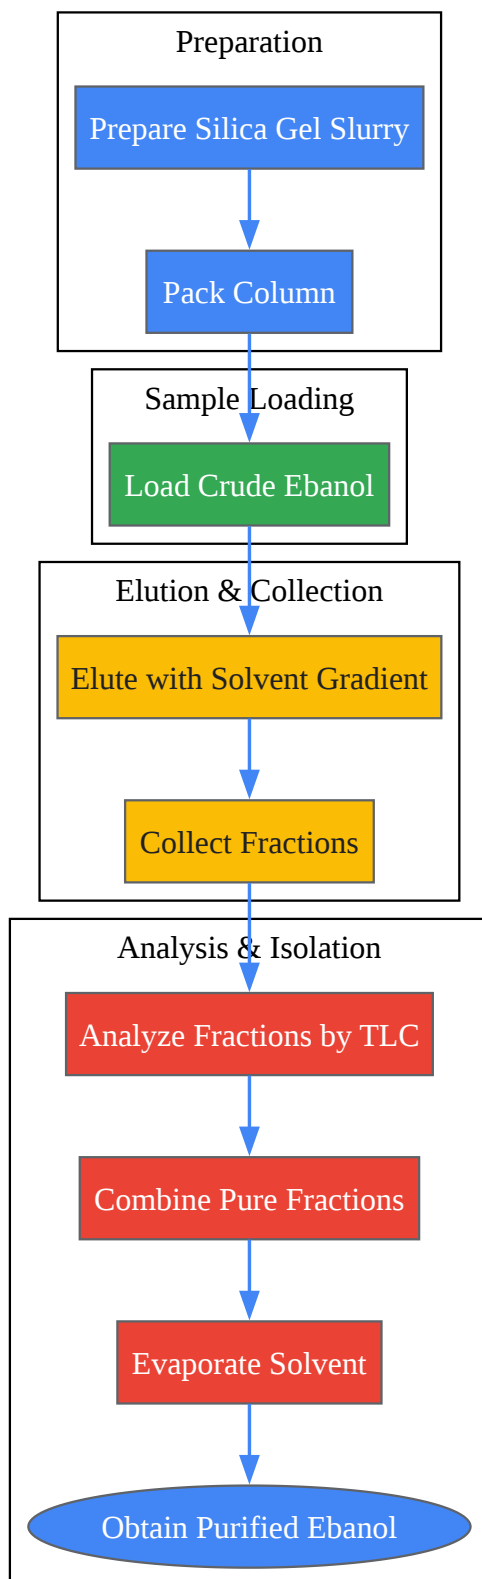 Preparation
Prepare Silica Gel Slurry
Pack Column
Sample Loading
Load Crude Ebanol
Elution & Collection
Elute with Solvent Gradient
Collect Fractions
Analysis & Isolation
Analyze Fractions by TLC
Combine Pure Fractions
Evaporate Solvent
Obtain Purified Ebanol